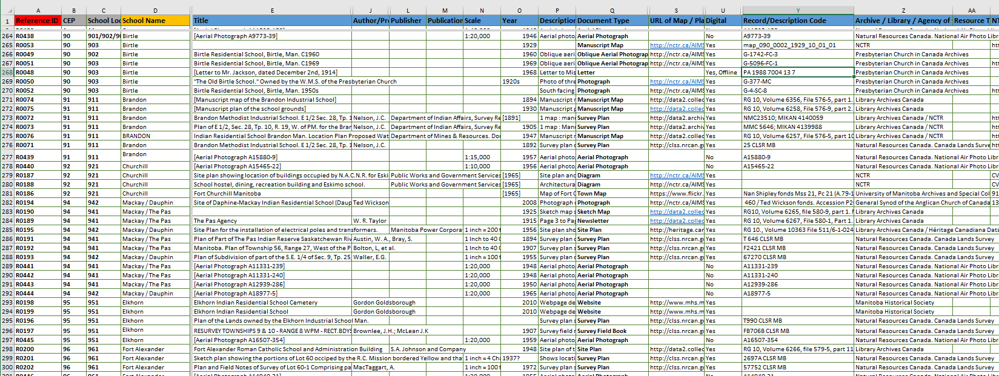 A B C D E J L M N O P Q S U Y Z AA
1 Reference ID CEP School Loc School Name Title Author/Pr Publisher Publication Scale Year Description Document Type URL of Map / Pla Digital Record/Description Code Archive / Library / Agency of Resource T NT
264 R0438 90 901/902/9 Birtle [Aerial Photograph A9773-39] 1:20,000 1946 Aerial photo Aerial Photograph No A9773-39 Natural Resources Canada. National Air Photo Libr
265 R0053 90 903 Birtle 1929 Manuscript Map http://nctr.ca/AIMS Yes map_090_0002_1929_10_01_01 NCTR htt
266 R0049 90 902 Birtle Birtle Residential School, Birtle, Man. C1960 1960 Oblique aeri Oblique Aerial Photograp http://nctr.ca/AIMS Yes G-1742-FC-3 Presbyterian Church in Canada Archives
267 R0051 90 903 Birtle Birtle Residential School, Birtle, Man. C1969 1969 Oblique aeri Oblique Aerial Photograp http://nctr.ca/AIMS Yes G-5096-FC-1 Presbyterian Church in Canada Archives htt
268 R0048 90 903 Birtle [Letter to Mr. Jackson, dated December 2nd, 1914] 1968 Letter to Mis Letter Yes, Offline PA 1988 7004 13 7 Presbyterian Church in Canada Archives
269 R0050 90 903 Birtle "The Old Birtle School." Owned by the W.M.S. of the Presbyterian Church 1920s Photo of thre Photograph http://nctr.ca/AIMS Yes G-377-MC Presbyterian Church in Canada Archives
270 R0052 90 903 Birtle Birtle Residential School, Birtle, Man. 1950s South facing Photograph http://nctr.ca/AIMS Yes G-4-SC-8 Presbyterian Church in Canada Archives htt
271 R0074 91 911 Brandon [Manuscript map of the Brandon Industrial School] 1894 Manuscript r Manuscript Map http://data2.collec Yes RG 10, Volume 6356, File 576-5, part 1. Library Archives Canada
272 R0075 91 911 Brandon [Manuscript plan of the school grounds] 1930 Manuscript p Manuscript Map http://data2.collec Yes RG 10, Volume 6258, File 576-9, part 2. Library Archives Canada
273 R0072 91 911 Brandon Brandon Methodist Industrial School. E 1/2 Sec. 28, Tp. 1 Nelson, J.C. Department of Indian Affairs, Survey Re [1891] 1 map : man Survey Plan http://data2.archiv Yes NMC23510; MIKAN 4140059 Library Archives Canada / NCTR htt
274 R0073 91 911 Brandon Plan of E 1/2, Sec. 28, Tp. 10, R. 19, W. of PM. for the Bran Nelson, J.C. Department of Indian Affairs, Survey Re 1905 1 map : man Survey Plan http://data2.archiv Yes MMC 5646; MIKAN 4139988 Library Archives Canada / NCTR htt
275 R0076 91 911 BRANDON Indian Residential School Brandon Man. Location Plan Proposed Wat Department of Mines & Resources. Do 1947 Manuscript r Manuscript Map http://data2.collec Yes RG 10, Volume 6257, File 576-5, part 10 Library Archives Canada / NCTR htt
276 R0071 91 911 Brandon Brandon Methodist Industrial School. E 1/2 Sec. 28, Tp. 1 Nelson, J.C. 1892 Survey plan o Survey Plan http://clss.nrcan.g Yes 25 CLSR MB Natural Resources Canada. Canada Lands Surve htt
277 R0439 91 911 Brandon [Aerial Photograph A15880-9] 1:15,000 1957 Aerial photo Aerial Photograph No A15880-9 Natural Resources Canada. National Air Photo Libr
278 R0440 92 921 Churchill [Aerial Photograph A15465-22] 1:10,000 1956 Aerial photo Aerial Photograph No A15465-22 Natural Resources Canada. National Air Photo Libr
279 R0187 92 921 Churchill Site plan showing location of buildings occupied by N.A.C.N.R. for Eski Public Works and Government Services [1965] Site plan and Diagram http://nctr.ca/AIMS Yes NCTR CV
280 R0188 92 921 Churchill School hostel, dining, recreation building and Eskimo school. Public Works and Government Services [1965] Architectura Diagram http://nctr.ca/AIMS Yes NCTR CV
281 R0186 92 921 Churchill Fort Churchill Manitoba [1965] Map of Fort C Town Map https://www.flickr. Yes Nan Shipley fonds Mss 21, Pc 21 (A.79-1 University of Manitoba Archives and Special Col 91
282 R0194 94 942 Mackay / Dauphin Site of Daphine-Mackay Indian Residential School (Daup Ted Wickson 2008 Photograph o Photograph http://nctr.ca/AIMS Yes 460 / Ted Wickson fonds. Accession P2 General Synod of the Anglican Church of Canada 13
283 R0190 94 941 Mackay / The Pas 1925 Sketch map s Sketch Map http://data2.collec Yes RG10, Volume 6265, file 580-9, part 1. Library Archives Canada
284 R0189 94 941 Mackay / The Pas The Pas Agency W. R. Taylor 1915 Page 3 to Pag Newsletter http://data2.collec Yes RG 10, Volume 6267, File 580-1, Part 1. Library Archives Canada
285 R0195 94 942 Mackay / Dauphin Site Plan for the installation of electrical poles and transformers. Manitoba Power Corpora 1 inch = 200 f 1956 Site plan sho Site Plan http://heritage.can Yes RG 10., Volume 10363 File 511/6-1-024 Library Archives Canada / Héritage Canadiana Data
286 R0191 94 941 Mackay / The Pas Plan of Part of The Pas Indian Reserve Saskatchewan Riv Austin, W. A., Bray, S. 1 Inch to 40 C 1894 Survey plan o Survey Plan http://clss.nrcan.g Yes T 646 CLSR MB Natural Resources Canada. Canada Lands Survey
287 R0192 94 941 Mackay / The Pas Manitoba. Plan of Township 56, Range 27, West of the P Bolton, L, et al. 1 Inch to 40 C 1907 Survey plan o Survey Plan http://clss.nrcan.g Yes F2421 CLSR MB Natural Resources Canada. Canada Lands Survey
288 R0193 94 942 Mackay / Dauphin Plan of Subdivision of part of the S.E. 1/4 of Sec. 9, Tp. 25 Waller, E.G. 1 inch = 100 f 1955 Survey plan o Survey Plan http://clss.nrcan.g Yes 67270 CLSR MB Natural Resources Canada. Canada Lands Survey
289 R0441 94 941 Mackay / The Pas [Aerial Photograph A11331-239] 1:20,000 1948 Aerial photo Aerial Photograph No A11331-239 Natural Resources Canada. National Air Photo Libr
290 R0442 94 941 Mackay / The Pas [Aerial Photograph A11331-240] 1:20,000 1948 Aerial photo Aerial Photograph No A11331-240 Natural Resources Canada. National Air Photo Libr
291 R0443 94 941 Mackay / The Pas [Aerial Photograph A12939-286] 1:20,000 1950 Aerial photo Aerial Photograph No A12939-286 Natural Resources Canada. National Air Photo Libr
292 R0444 94 942 Mackay / Dauphin [Aerial Photograph A18977-5] 1:20,000 1965 Aerial photo Aerial Photograph No A18977-5 Natural Resources Canada. National Air Photo Libr
293 R0198 95 951 Elkhorn Elkhorn Indian Residential School Cemetery Gordon Goldsborough 2010 Webpage de Website http://www.mhs.m Yes Manitoba Historical Society
294 R0199 95 951 Elkhorn Elkhorn Indian Residential School Gordon Goldsborough 2010 Webpage de Website http://www.mhs.m Yes Manitoba Historical Society
295 R0196 95 951 Elkhorn Plan of the Lands owned by the Elkhorn Industrial School Man. Survey plan s Survey Plan http://clss.nrcan.g Yes T990 CLSR MB Natural Resources Canada. Canada Lands Survey
296 R0197 95 951 Elkhorn RESURVEY TOWNSHIPS 9 & 10 - RANGE 8 WPM - RECT.BDYS Brownlee, J.H.; McLean J.K 1907 Survey field r Survey Field Book http://clss.nrcan.g Yes FB706B CLSR MB Natural Resources Canada. Canada Lands Survey
297 R0445 95 951 Elkhorn [Aerial Photograph A16507-354] 1:20,000 1959 Aerial photo Aerial Photograph No A16507-354 Natural Resources Canada. National Air Photo Libr
298 R0200 96 961 Fort Alexander Fort Alexander Roman Catholic School and Administration Building S.A. Johnson and Company 1948 Site plan of t Site Plan http://data2.collec Yes RG 10, Volume 6266, file 579-5, part 11 Library Archives Canada
299 R0201 96 961 Fort Alexander Sketch plan showing the portions of Lot 60 occipied by the R.C. Mission bordered Yellow and tha 1 inch = 4 Cha 1937? Shows locati Survey Plan http://clss.nrcan.g Yes 2697A CLSR MB Natural Resources Canada. Canada Lands Survey
300 R0202 96 961 Fort Alexander Plan and Field Notes of Survey of Lot 60-1 Comprising pa MacTaggart, A. 1 inch = 100 f 1972 Survey plan s Survey Plan http://clss.nrcan.g Yes 57752 CLSR MB Natural Resources Canada. Canada Lands Survey